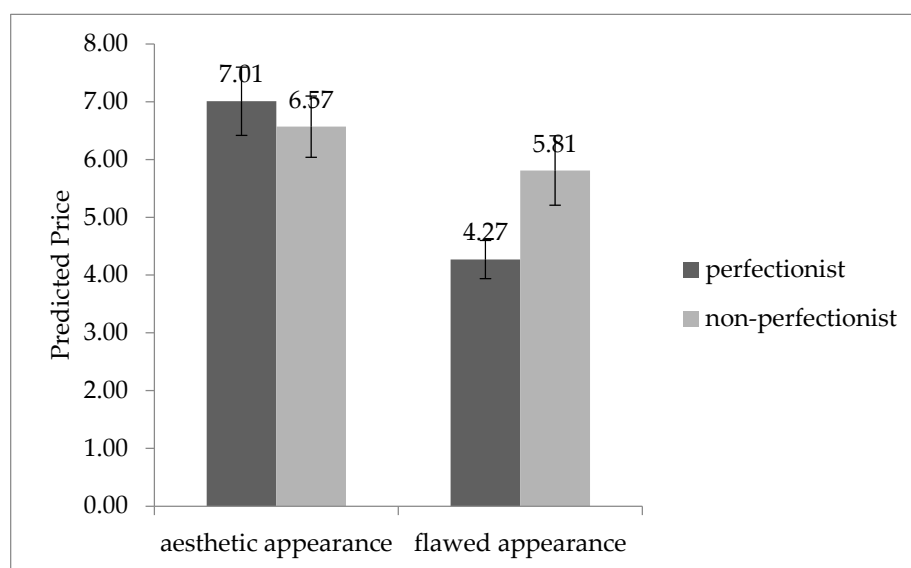 8.00
7.00
6.00
5.00
4.00
3.00
2.00
1.00
0.00
Predicted Price
7.01
6.57
4.27
5.81
aesthetic appearance
flawed appearance
perfectionist
non-perfectionist